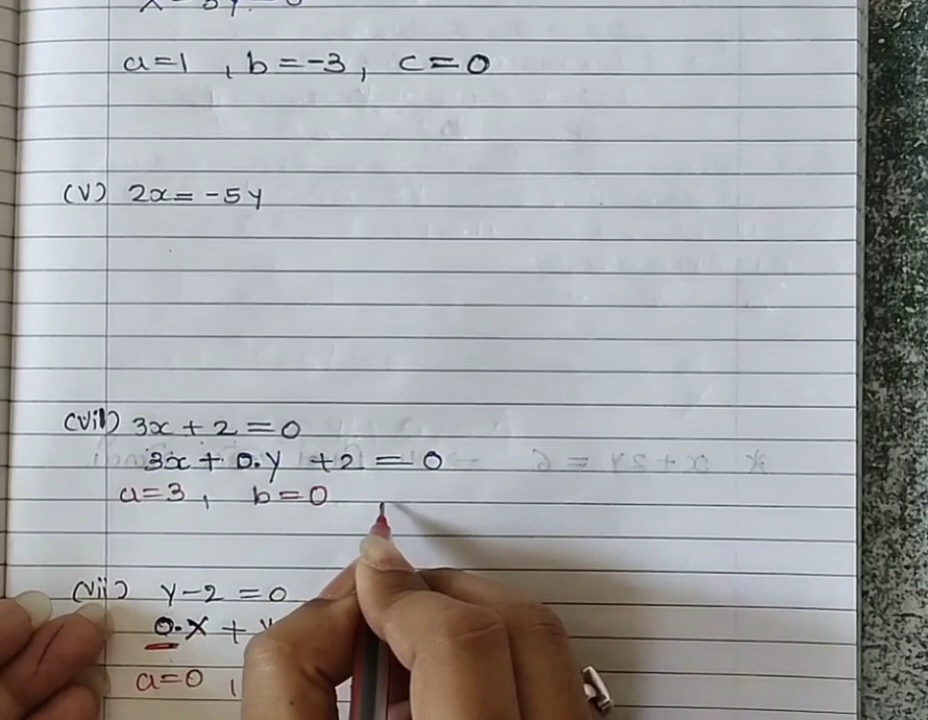 a=1 , b=-3, c=0
(V) 2x= -5y
(viii) 3x+2=0
3x + 0.y +2 = 0
a=3, b=0
(vii) y-2=0
0.x +
a=0 ,